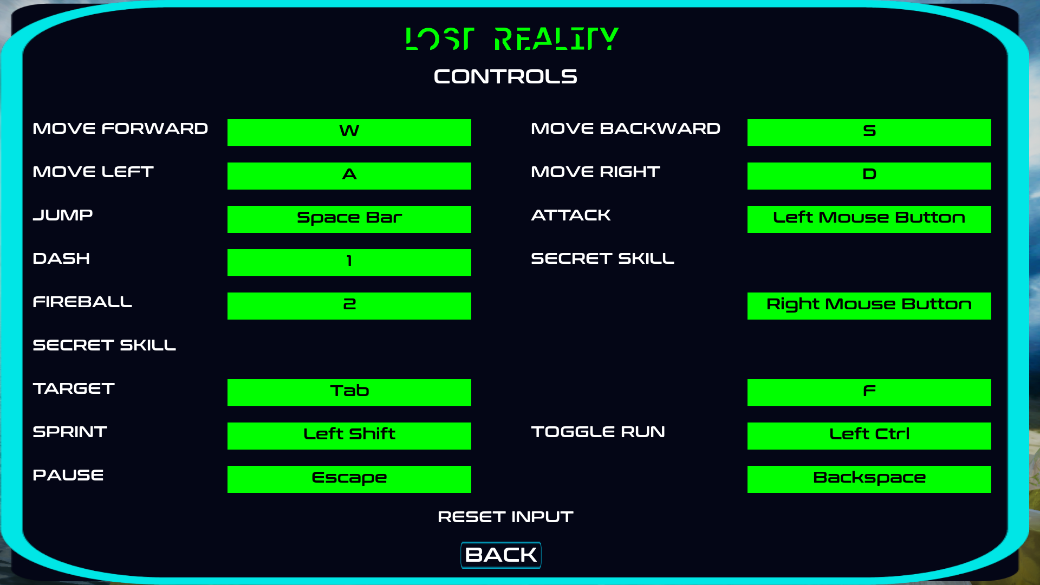 LOST REALITY
CONTROLS
MOVE FORWARD W MOVE BACKWARD S
MOVE LEFT A MOVE RIGHT D
JUMP Space Bar ATTACK Left Mouse Button
DASH 1 SECRET SKILL
FIREBALL 2 Right Mouse Button
SECRET SKILL
TARGET Tab F
SPRINT Left Shift TOGGLE RUN Left Ctrl
PAUSE Escape Backspace
RESET INPUT
BACK